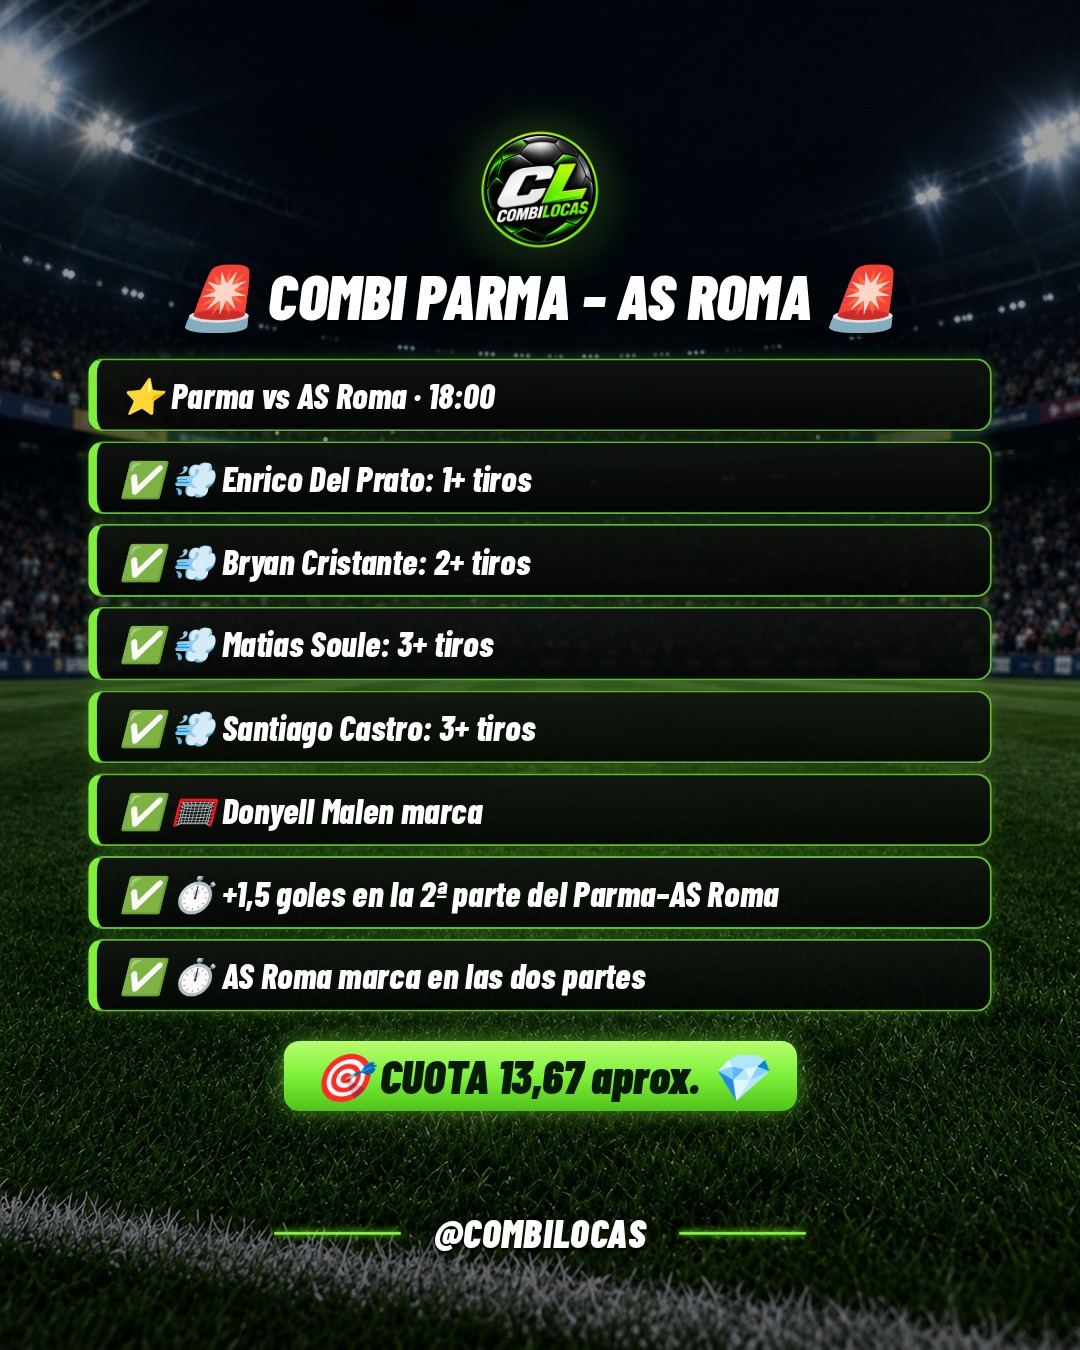 CL
COMBILOCAS
🚨 COMBI PARMA – AS ROMA 🚨
⭐ Parma vs AS Roma · 18:00
✅ 💨 Enrico Del Prato: 1+ tiros
✅ 💨 Bryan Cristante: 2+ tiros
✅ 💨 Matias Soule: 3+ tiros
✅ 💨 Santiago Castro: 3+ tiros
✅ 🥅 Donyell Malen marca
✅ ⏱️ +1,5 goles en la 2ª parte del Parma–AS Roma
✅ ⏱️ AS Roma marca en las dos partes
🎯 CUOTA 13,67 aprox. 💎
@COMBILOCAS